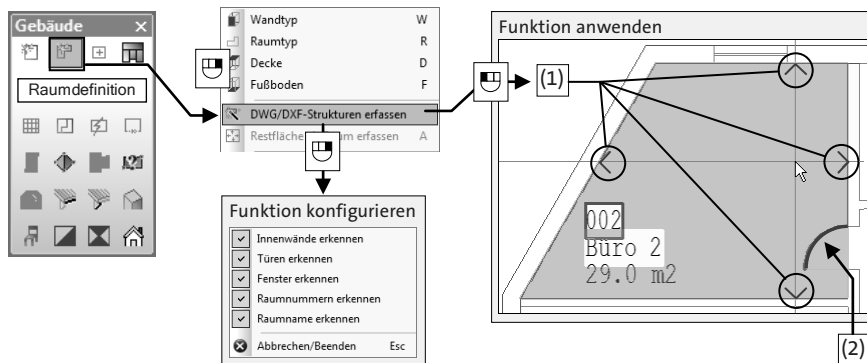 Gebäude
Raumdefinition
Wandtyp W
Raumtyp R
Decke D
Fußboden F
DWG/DXF-Strukturen erfassen
Restfläche um erfassen A
Funktion konfigurieren
Innenwände erkennen
Türen erkennen
Fenster erkennen
Raumnummern erkennen
Raumname erkennen
Abbrechen/Beenden Esc
Funktion anwenden
(1)
002
Büro 2
29.0 m2
(2)